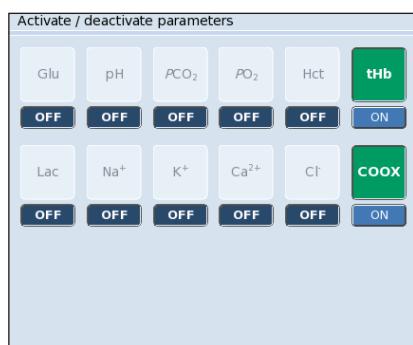 Activate / deactivate parameters
Glu pH PCO₂ PO₂ Hct tHb
OFF OFF OFF OFF OFF ON
Lac Na⁺ K⁺ Ca²⁺ Cl⁻ COOX
OFF OFF OFF OFF OFF ON